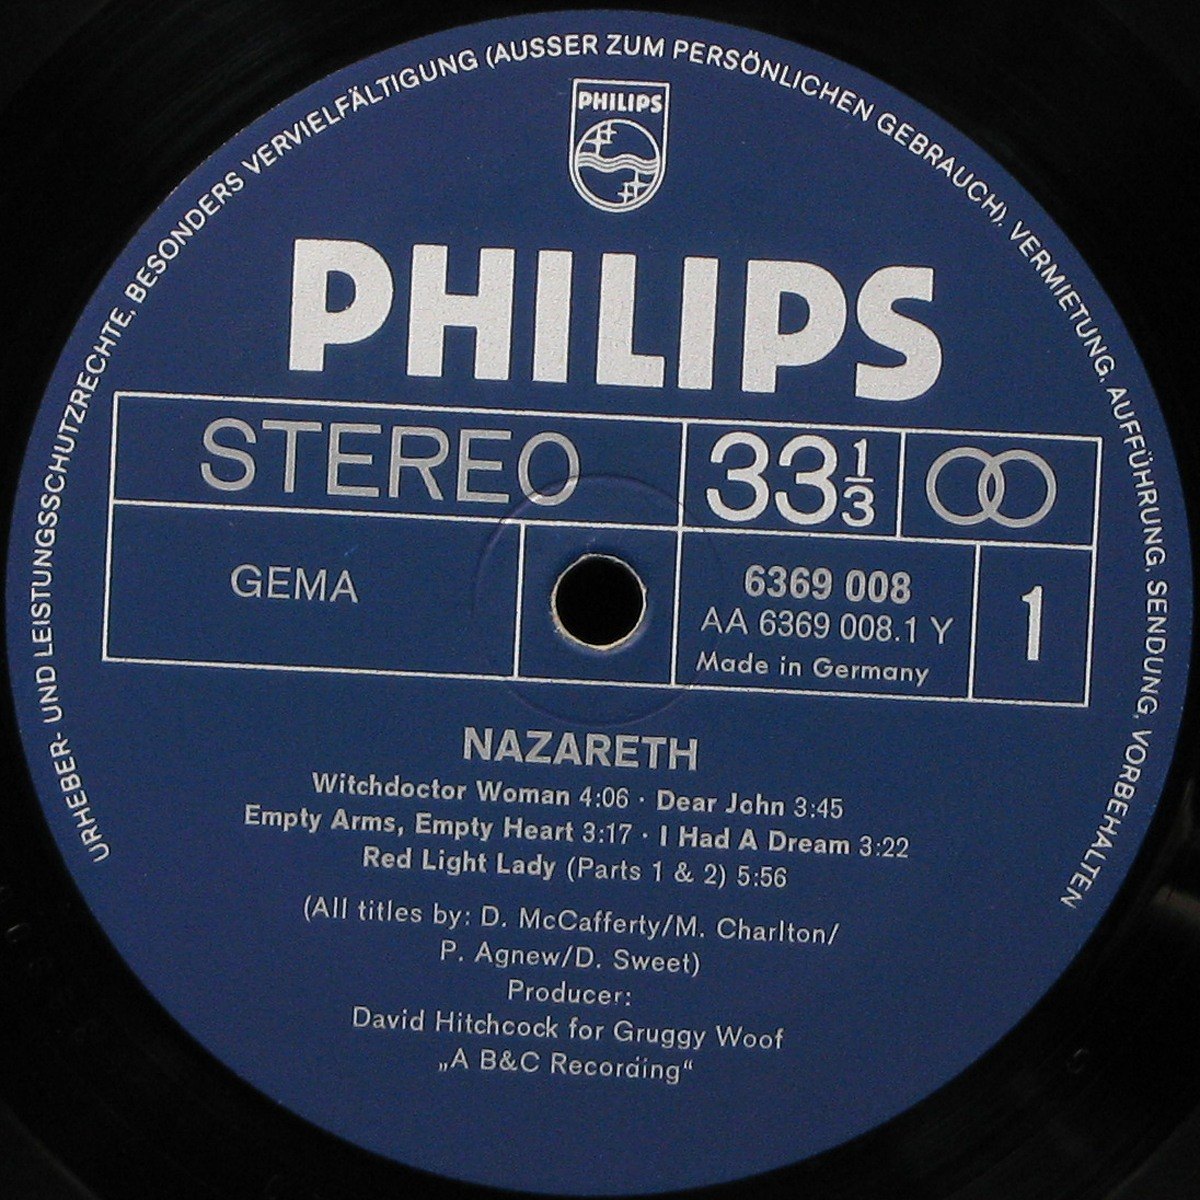 URHEBER- UND LEISTUNGSSCHUTZRECHTE, BESONDERS VERVIELFÄLTIGUNG (AUSSER ZUM PERSÖNLICHEN GEBRAUCH), VERMIETUNG, AUFFÜHRUNG, SENDUNG, VORBEHALTEN
PHILIPS
PHILIPS
STEREO
33 1/3
GEMA
6369 008
AA 6369 008.1 Y
Made in Germany
1
NAZARETH
Witchdoctor Woman 4:06 · Dear John 3:45
Empty Arms, Empty Heart 3:17 · I Had A Dream 3:22
Red Light Lady (Parts 1 & 2) 5:56
(All titles by: D. McCafferty/M. Charlton/
P. Agnew/D. Sweet)
Producer:
David Hitchcock for Gruggy Woof
„A B&C Recording“